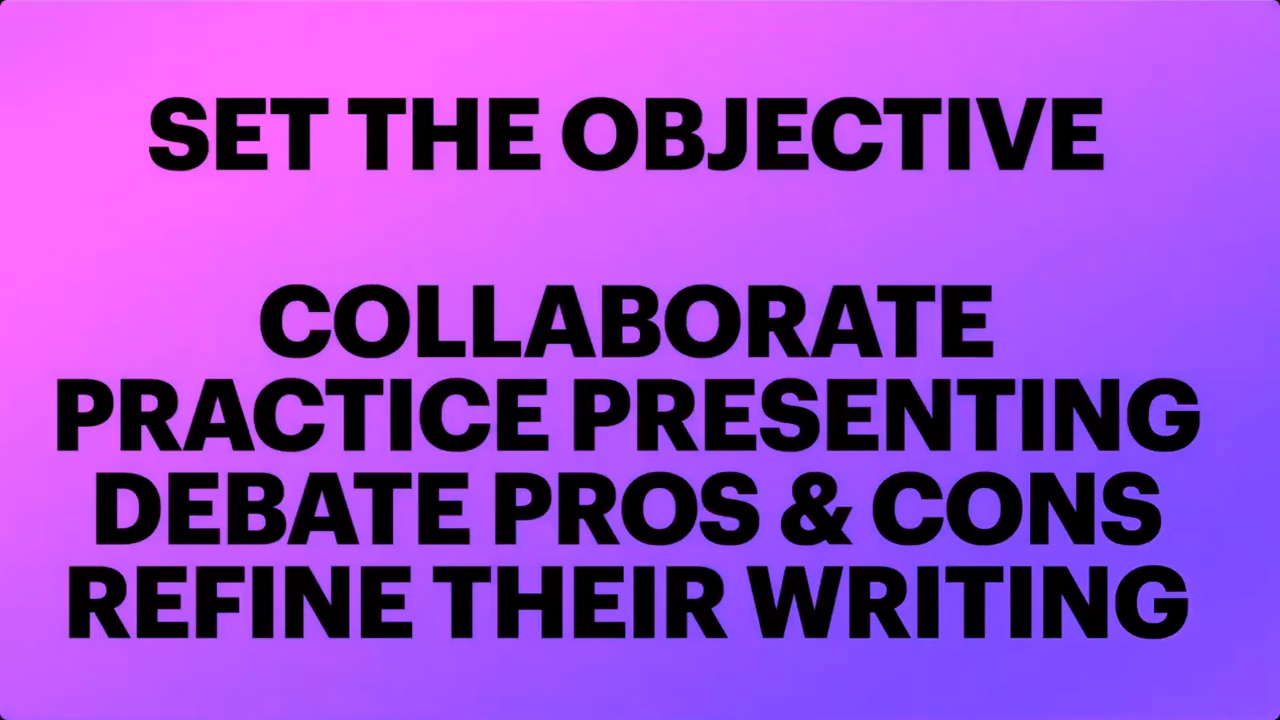 SET THE OBJECTIVE
COLLABORATE
PRACTICE PRESENTING
DEBATE PROS & CONS
REFINE THEIR WRITING